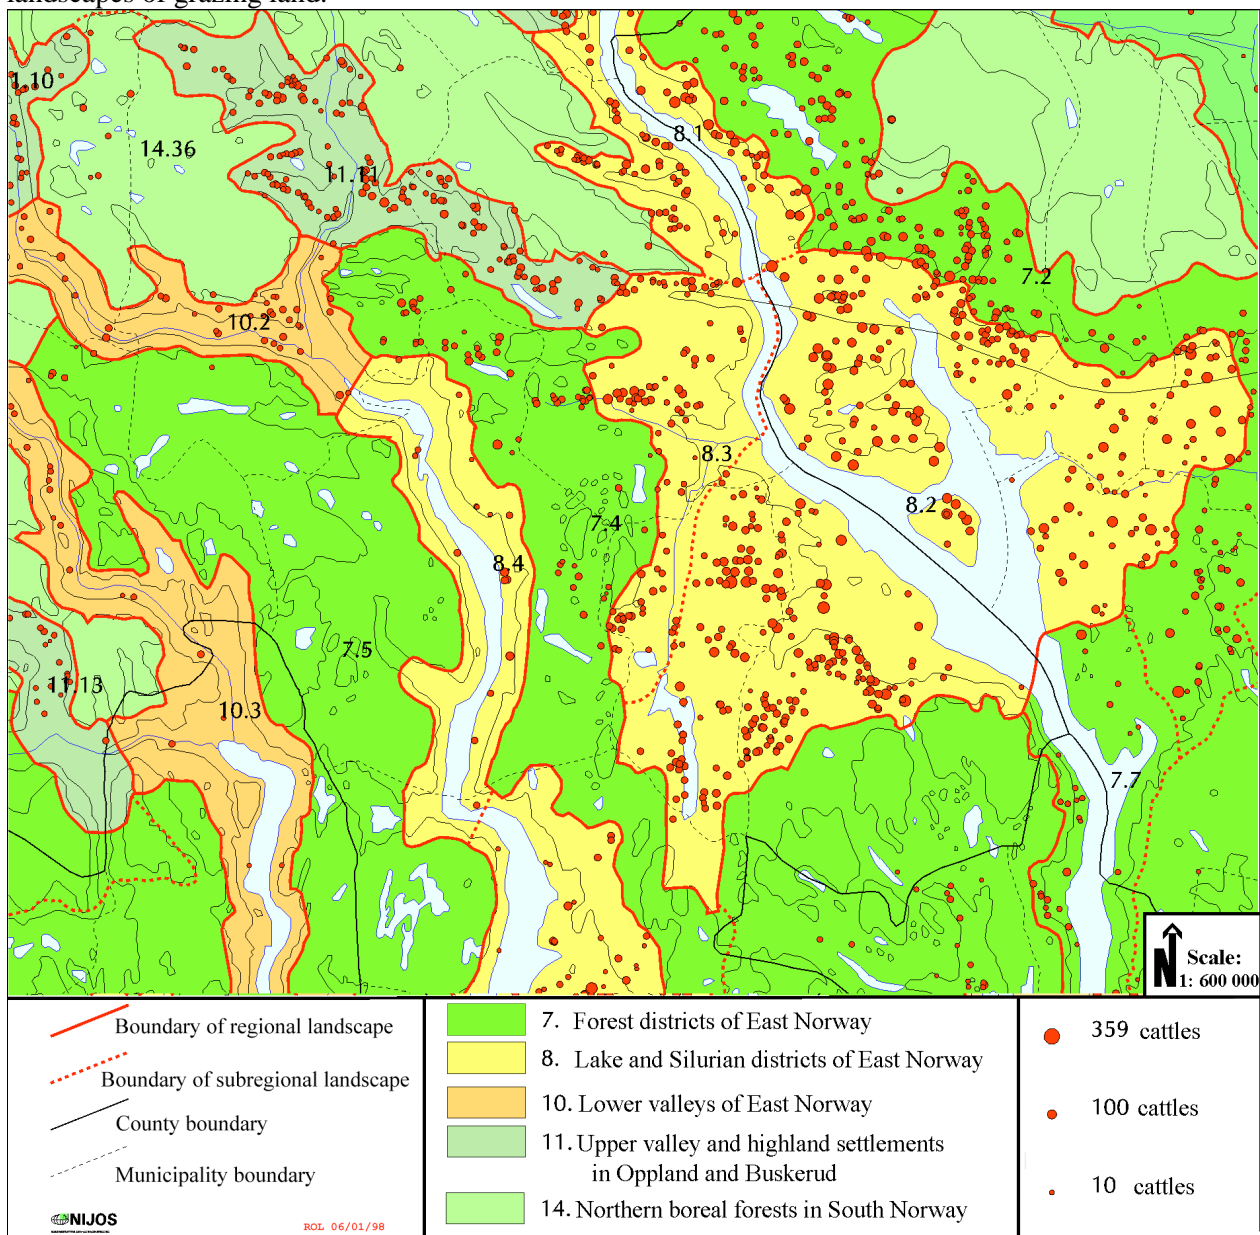 landscapes of grazing land.
1.10
14.36
11.11
8.1
7.2
10.2
8.3
8.2
7.4
8.4
7.5
11.13
10.3
7.7
N
Scale:
1: 600 000
Boundary of regional landscape
Boundary of subregional landscape
County boundary
Municipality boundary
NIJOS
ROL 06/01/98
7. Forest districts of East Norway
8. Lake and Silurian districts of East Norway
10. Lower valleys of East Norway
11. Upper valley and highland settlements
in Oppland and Buskerud
14. Northern boreal forests in South Norway
359 cattles
100 cattles
10 cattles